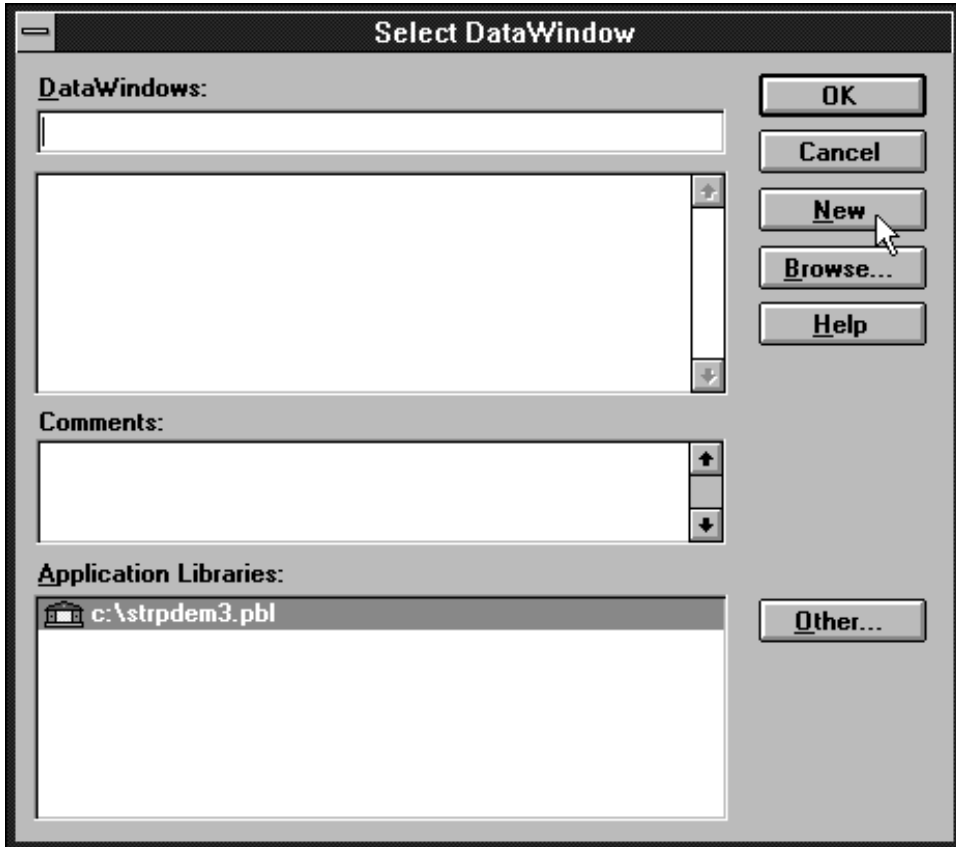 Select DataWindow
DataWindows:
OK
Cancel
New
Browse...
Help
Comments:
Application Libraries:
c:\strpdem3.pbl
Other...